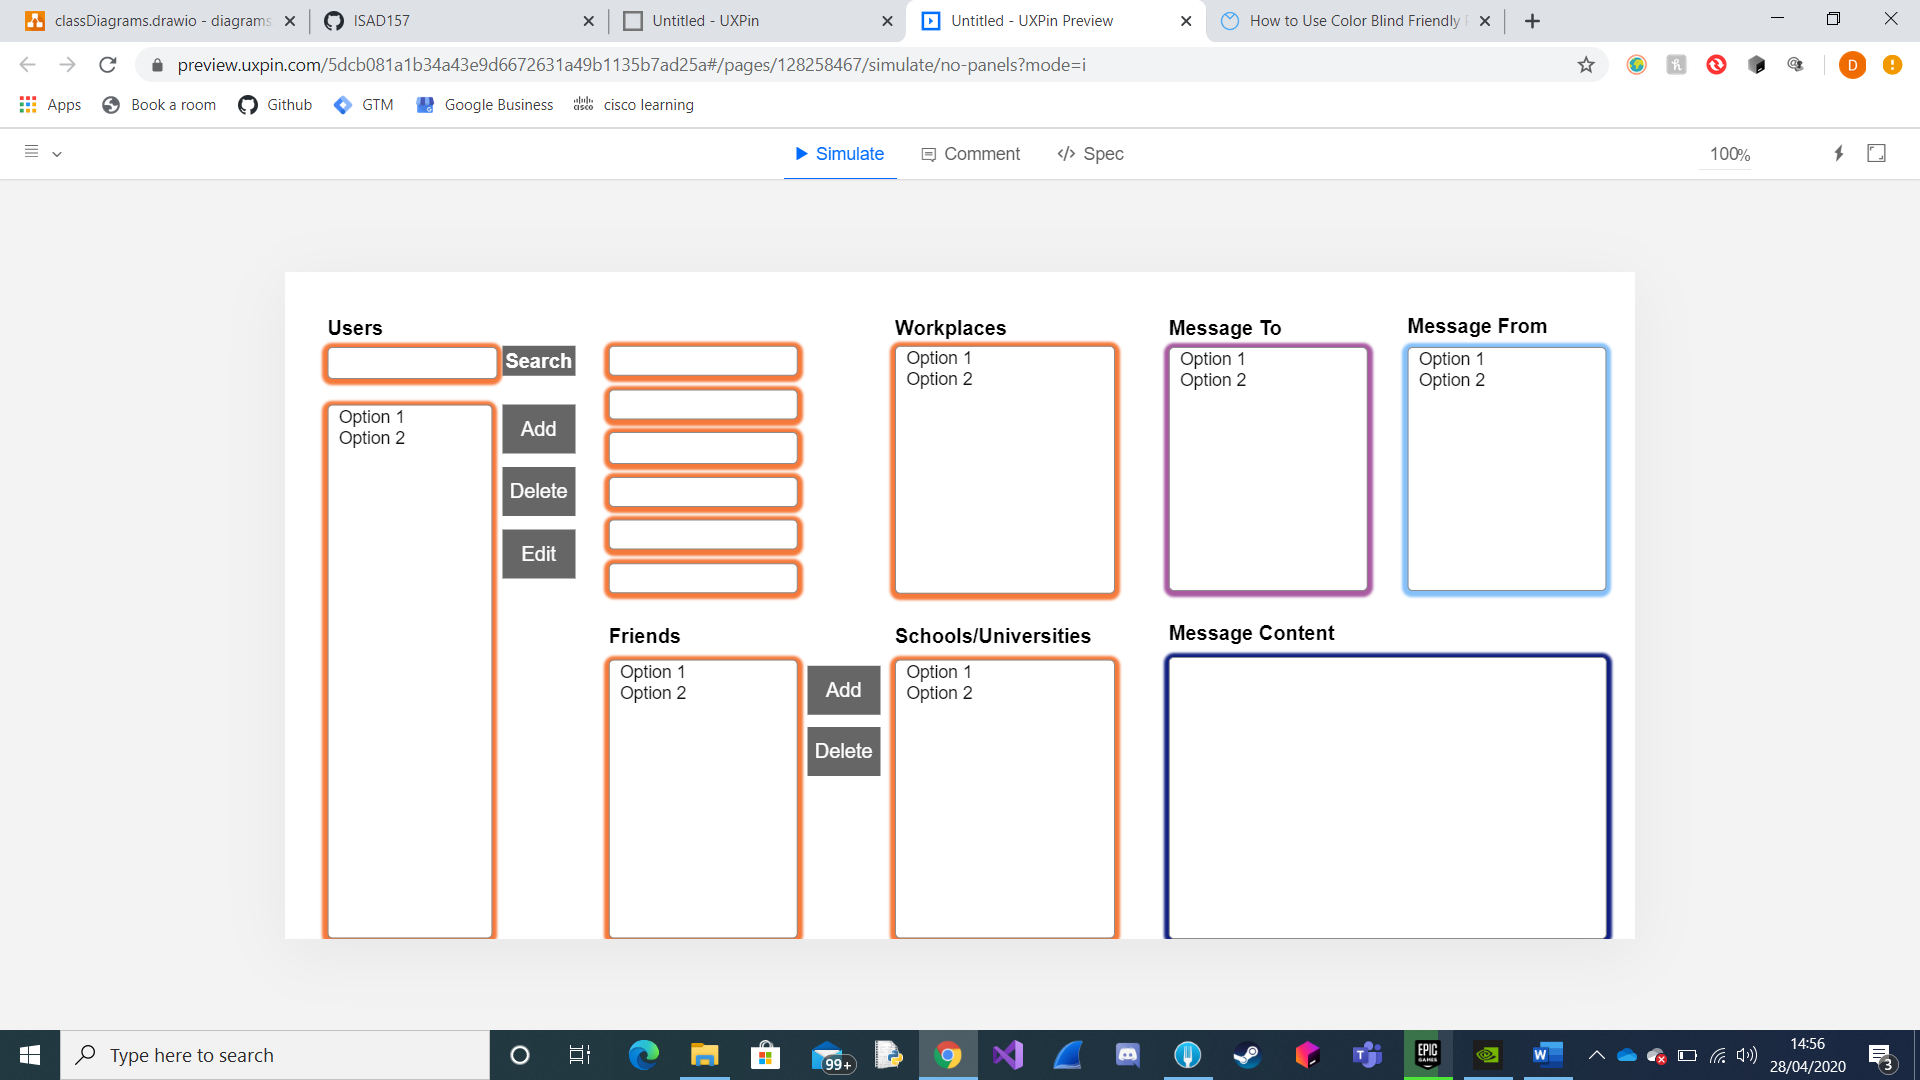 classDiagrams.drawio - diagrams
ISAD157
Untitled - UXPin
Untitled - UXPin Preview
How to Use Color Blind Friendly
preview.uxpin.com/5dcb081a1b34a43e9d6672631a49b1135b7ad25a#/pages/128258467/simulate/no-panels?mode=i
D
Apps
Book a room
Github
GTM
Google Business
cisco learning
Simulate
Comment
Spec
100%
Users
Search
Option 1
Option 2
Add
Delete
Edit
Friends
Option 1
Option 2
Add
Delete
Workplaces
Option 1
Option 2
Schools/Universities
Option 1
Option 2
Message To
Option 1
Option 2
Message From
Option 1
Option 2
Message Content
Type here to search
99+
EPIC
GAMES
14:56
28/04/2020
3